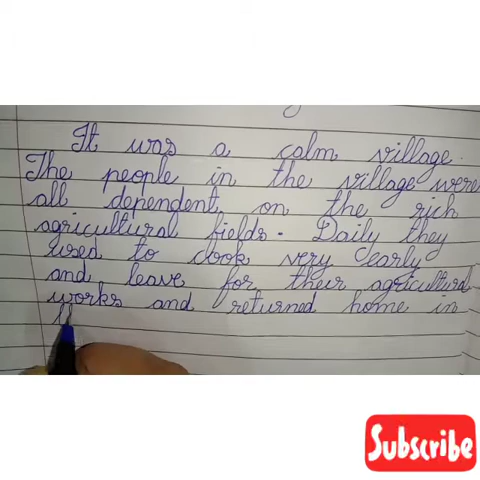 It was a calm village.
The people in the village were
all dependent on the rich
agricultural fields. Daily they
used to cook very early
and leave for their agricultural
works and returned home in
Subscribe